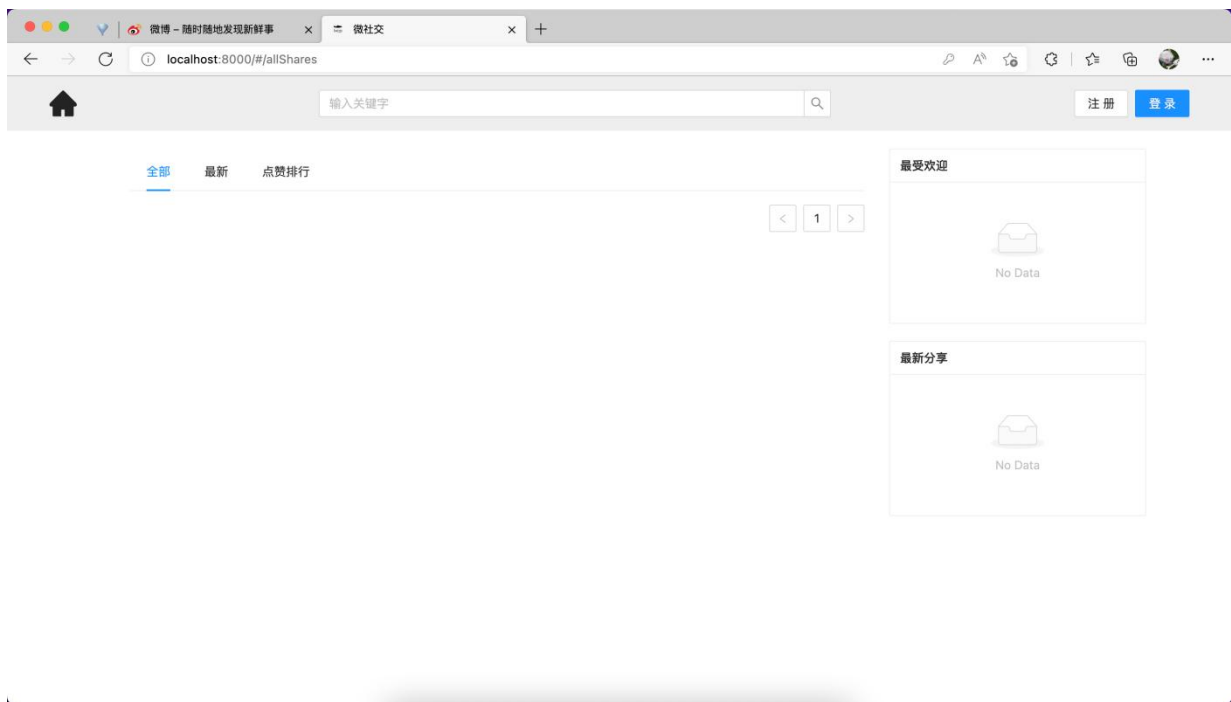 微博 – 随时随地发现新鲜事
微社交
localhost:8000/#/allShares
输入关键字
注 册
登 录
全部 最新 点赞排行
1
最受欢迎
No Data
最新分享
No Data